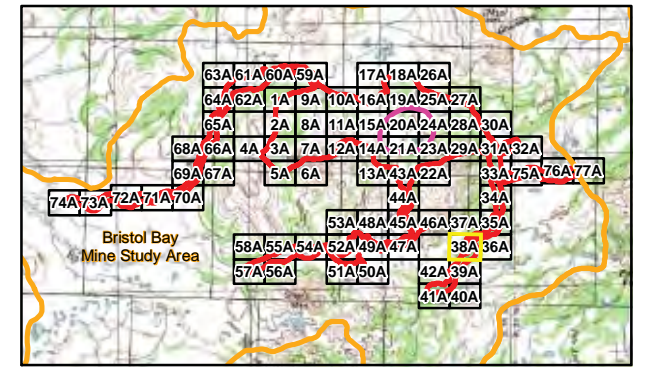 63A 61A 60A 59A 17A 18A 26A
64A 62A 1A 9A 10A 16A 19A 25A 27A
65A 2A 8A 11A 15A 20A 24A 28A 30A
68A 66A 4A 3A 7A 12A 14A 21A 23A 29A 31A 32A
69A 67A 5A 6A 13A 43A 22A 33A 75A 76A 77A
74A 73A 72A 71A 70A 44A 34A
53A 48A 45A 46A 37A 35A
Bristol Bay
Mine Study Area
58A 55A 54A 52A 49A 47A 38A 36A
57A 56A 51A 50A 42A 39A
41A 40A